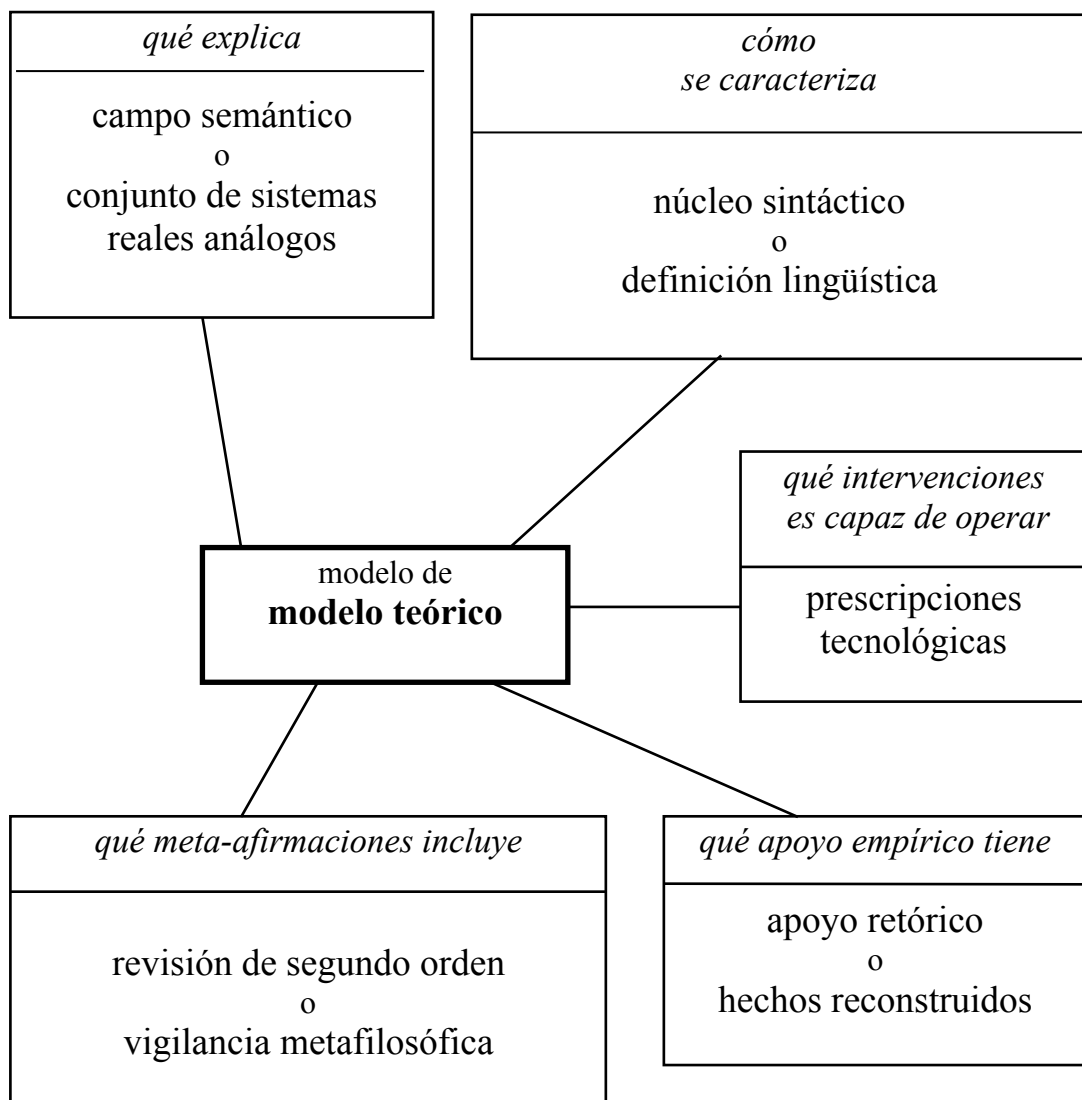 qué explica
campo semántico
o
conjunto de sistemas
reales análogos
cómo
se caracteriza
núcleo sintáctico
o
definición lingüística
qué intervenciones
es capaz de operar
prescripciones
tecnológicas
modelo de
modelo teórico
qué meta-afirmaciones incluye
revisión de segundo orden
o
vigilancia metafilosófica
qué apoyo empírico tiene
apoyo retórico
o
hechos reconstruidos